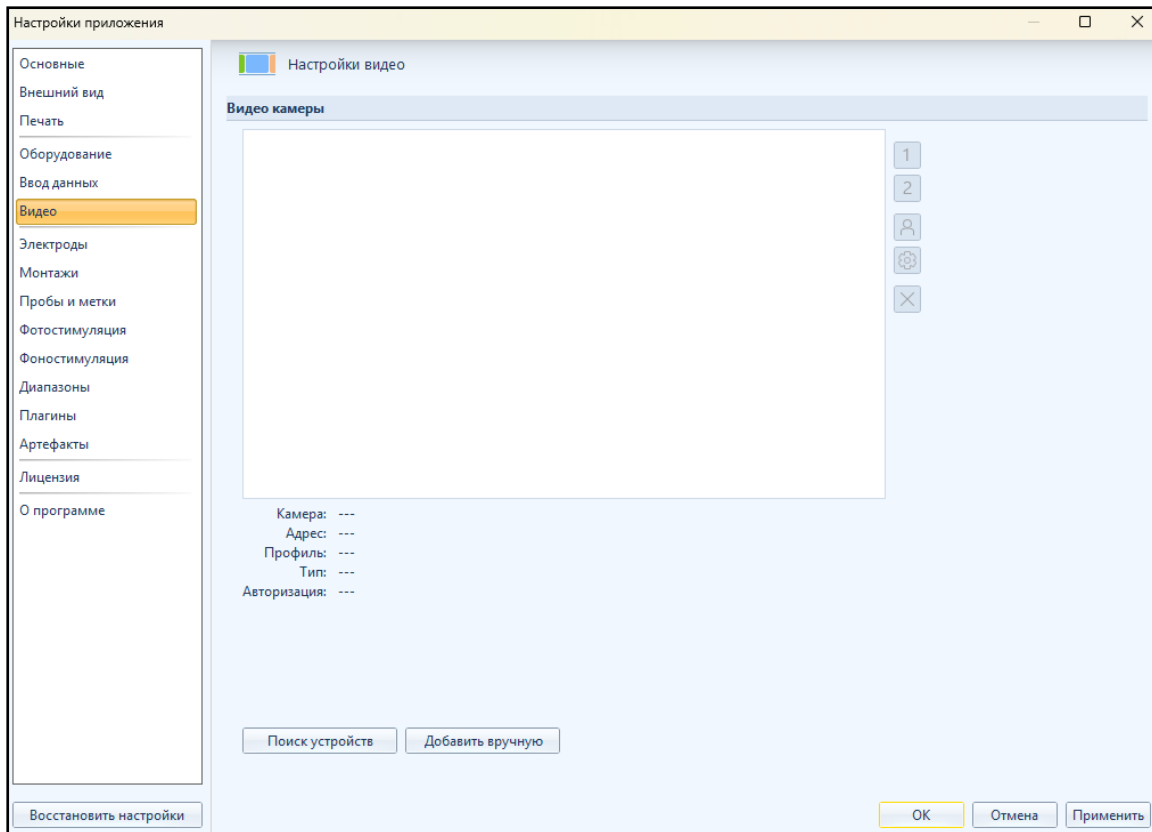 Настройки приложения
Основные
Внешний вид
Печать
Оборудование
Ввод данных
Видео
Электроды
Монтажи
Пробы и метки
Фотостимуляция
Фоностимуляция
Диапазоны
Плагины
Артефакты
Лицензия
О программе
Восстановить настройки
Настройки видео
Видео камеры
1
2
Камера: ---
Адрес: ---
Профиль: ---
Тип: ---
Авторизация: ---
Поиск устройств Добавить вручную
OK Отмена Применить